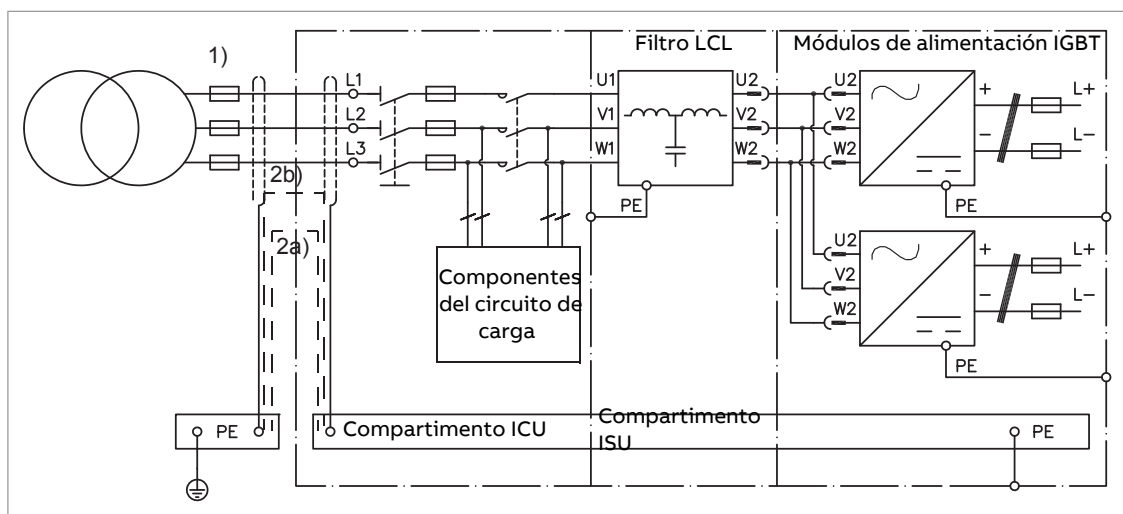 Filtro LCL
Módulos de alimentación IGBT
1)
L1
L2
L3
U1
V1
W1
U2
V2
W2
U2
V2
W2
+
−
L+
L−
2b)
PE
PE
2a)
Componentes
del circuito de
carga
U2
V2
W2
+
−
L+
L−
PE
PE
Compartimento ICU
Compartimento
ISU
PE